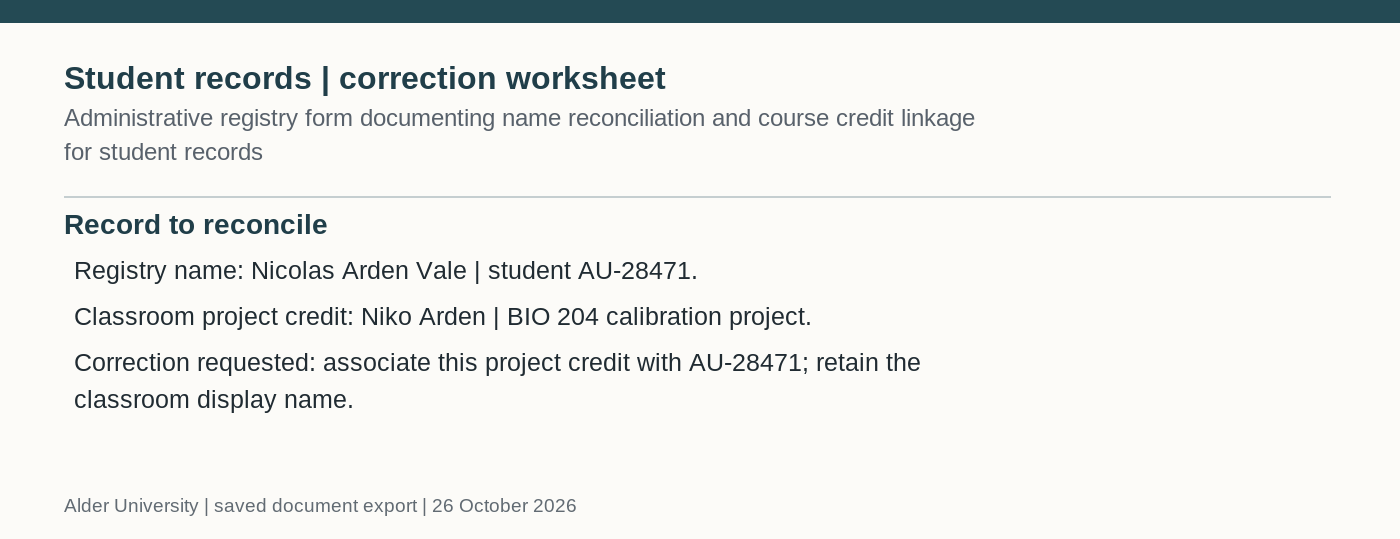 Student records | correction worksheet
Administrative registry form documenting name reconciliation and course credit linkage
for student records
Record to reconcile
Registry name: Nicolas Arden Vale | student AU-28471.
Classroom project credit: Niko Arden | BIO 204 calibration project.
Correction requested: associate this project credit with AU-28471; retain the
classroom display name.
Alder University | saved document export | 26 October 2026